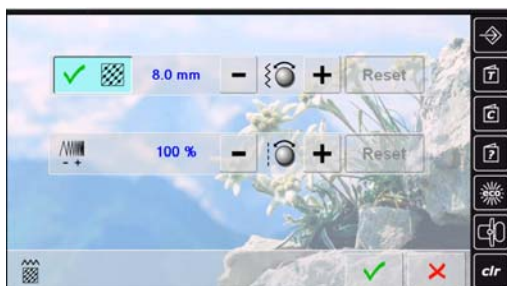 8.0 mm - + Reset
100 % - + Reset
- +
T
C
?
eco
clr